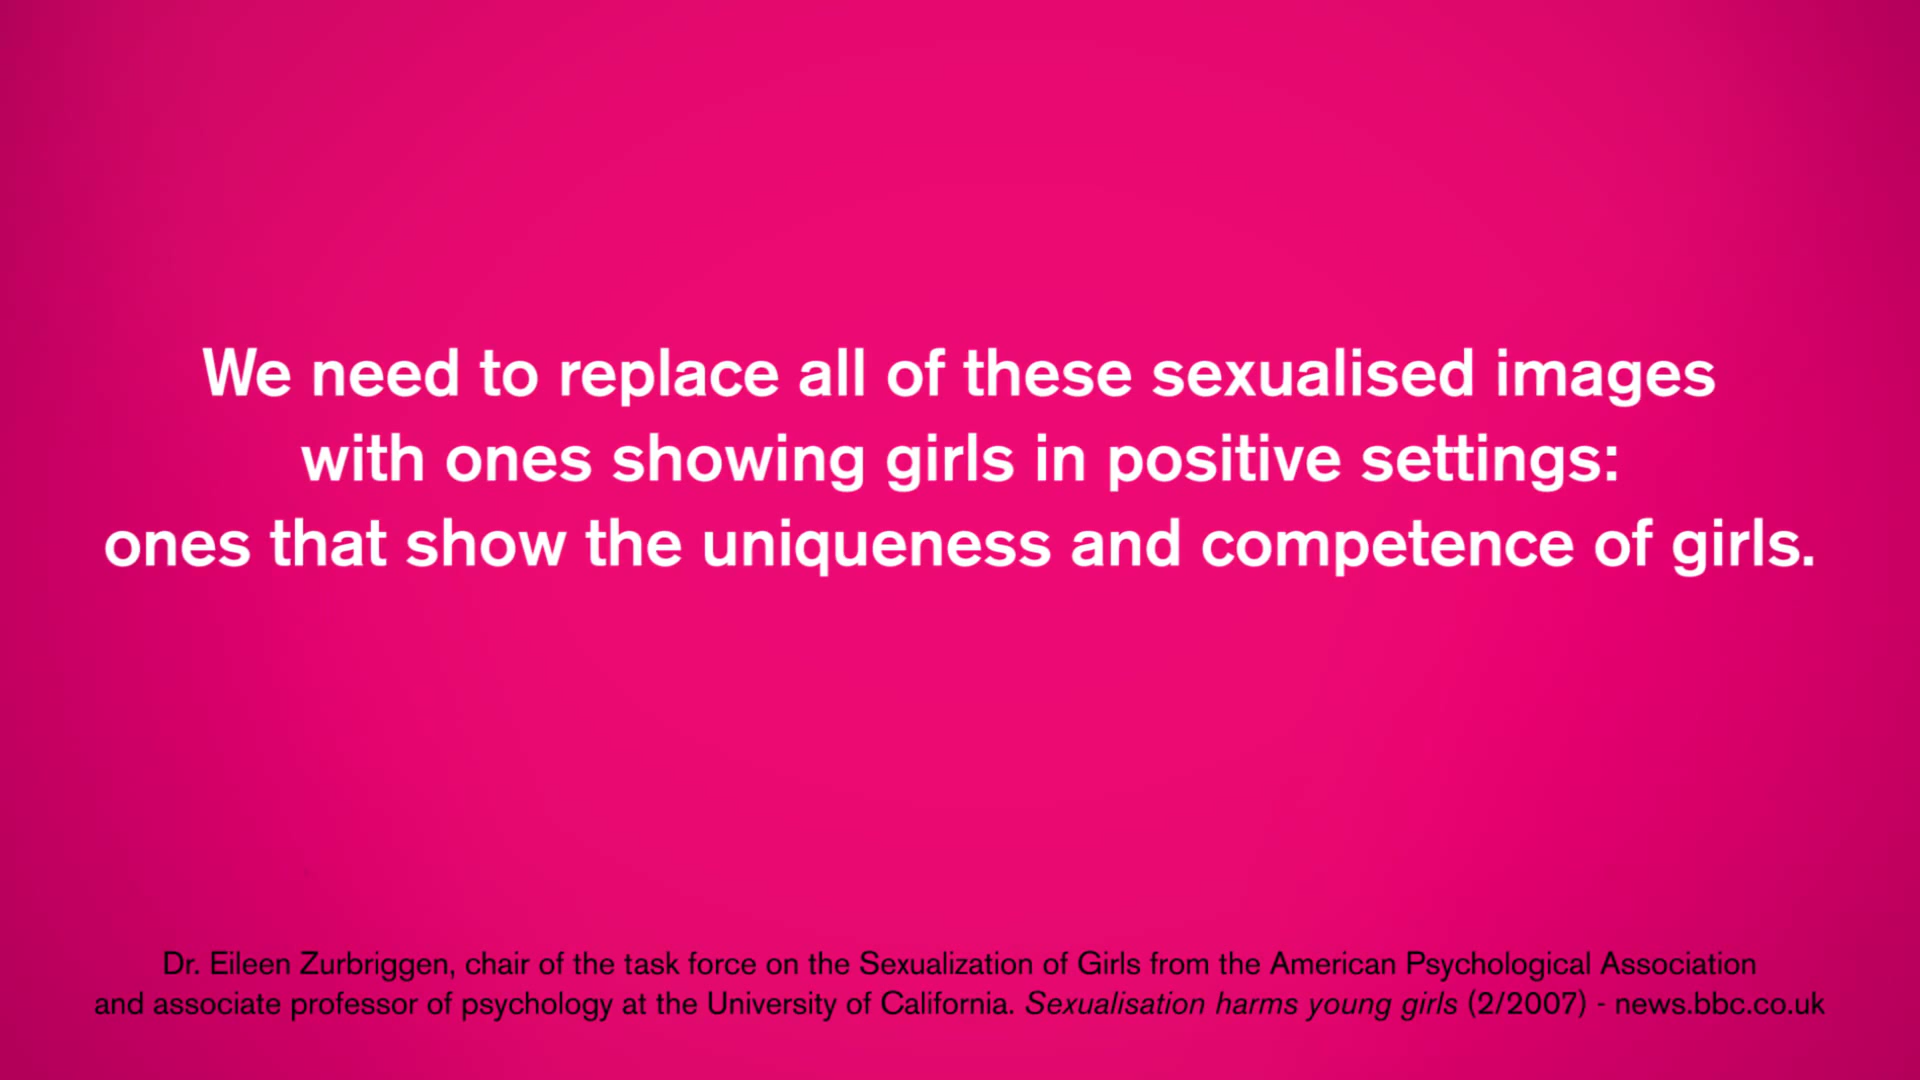 We need to replace all of these sexualised images
with ones showing girls in positive settings:
ones that show the uniqueness and competence of girls.
Dr. Eileen Zurbriggen, chair of the task force on the Sexualization of Girls from the American Psychological Association
and associate professor of psychology at the University of California. Sexualisation harms young girls (2/2007) - news.bbc.co.uk